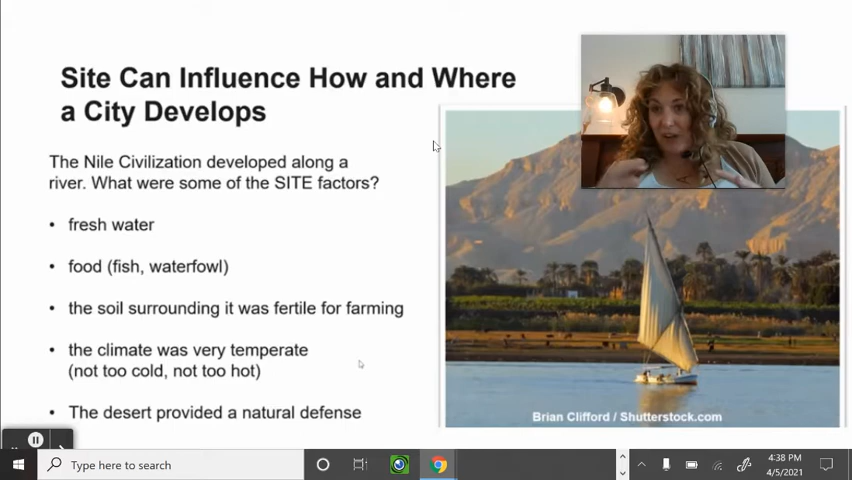 Site Can Influence How and Where
a City Develops
The Nile Civilization developed along a
river. What were some of the SITE factors?
• fresh water
• food (fish, waterfowl)
• the soil surrounding it was fertile for farming
• the climate was very temperate
(not too cold, not too hot)
• The desert provided a natural defense
Brian Clifford / Shutterstock.com
Type here to search
4:38 PM
4/5/2021